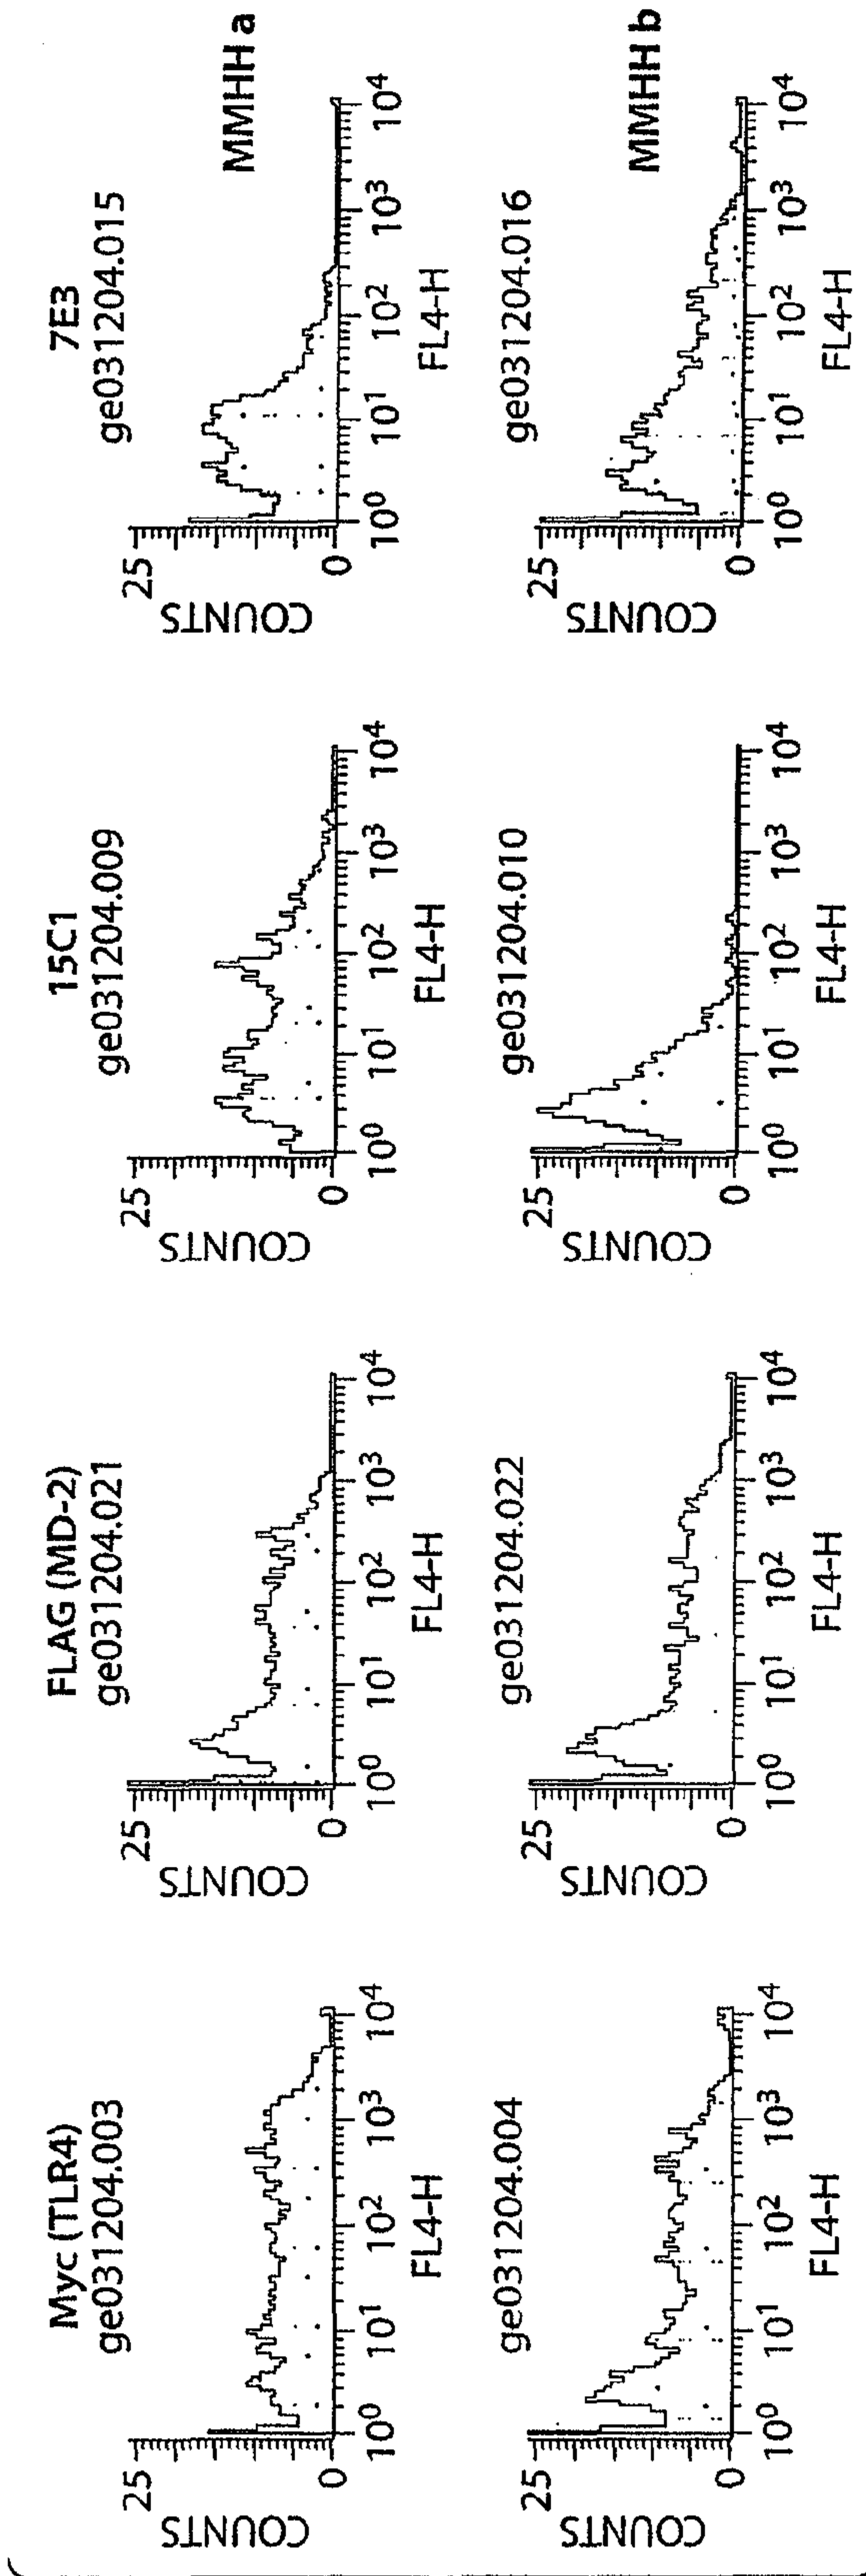 Myc (TLR4)
ge031204.003
25
COUNTS
0
10⁰ 10¹ 10² 10³ 10⁴
FL4-H
FLAG (MD-2)
ge031204.021
25
COUNTS
0
10⁰ 10¹ 10² 10³ 10⁴
FL4-H
15C1
ge031204.009
25
COUNTS
0
10⁰ 10¹ 10² 10³ 10⁴
FL4-H
7E3
ge031204.015
25
COUNTS
0
10⁰ 10¹ 10² 10³ 10⁴
FL4-H
MMHH a
ge031204.004
25
COUNTS
0
10⁰ 10¹ 10² 10³ 10⁴
FL4-H
ge031204.022
25
COUNTS
0
10⁰ 10¹ 10² 10³ 10⁴
FL4-H
ge031204.010
25
COUNTS
0
10⁰ 10¹ 10² 10³ 10⁴
FL4-H
ge031204.016
25
COUNTS
0
10⁰ 10¹ 10² 10³ 10⁴
FL4-H
MMHH b